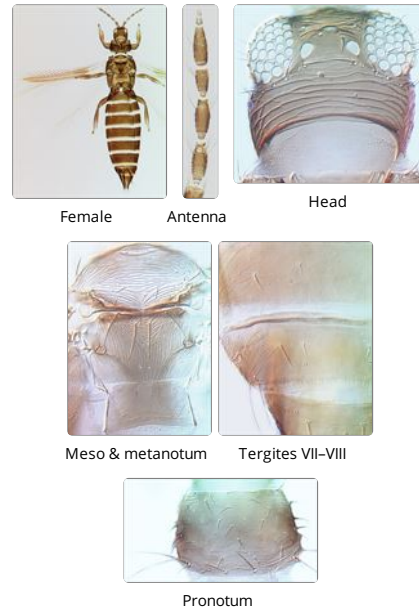 Female
Antenna
Head
Meso & metanotum
Tergites VII–VIII
Pronotum